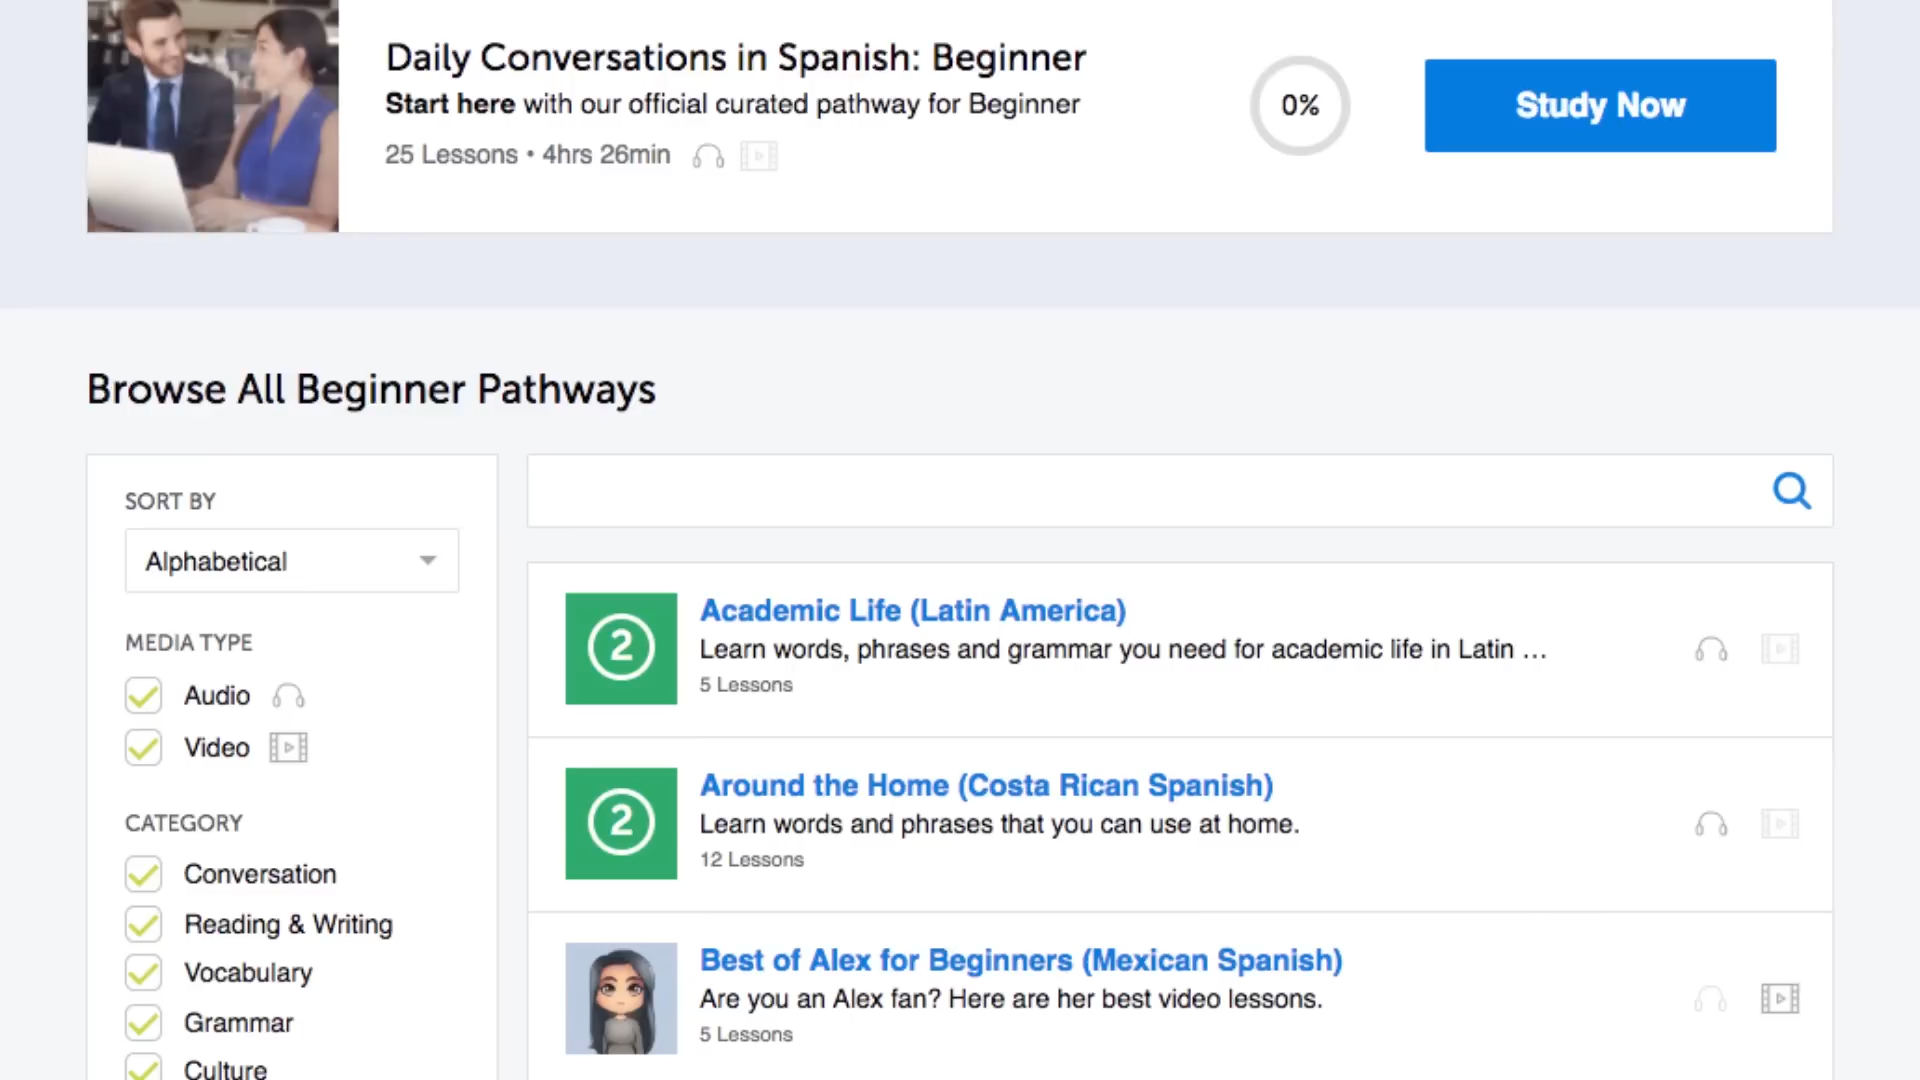 Daily Conversations in Spanish: Beginner
Start here with our official curated pathway for Beginner
25 Lessons • 4hrs 26min
0%
Study Now
Browse All Beginner Pathways
SORT BY
Alphabetical
MEDIA TYPE
Audio
Video
CATEGORY
Conversation
Reading & Writing
Vocabulary
Grammar
Culture
2
Academic Life (Latin America)
Learn words, phrases and grammar you need for academic life in Latin ...
5 Lessons
2
Around the Home (Costa Rican Spanish)
Learn words and phrases that you can use at home.
12 Lessons
Best of Alex for Beginners (Mexican Spanish)
Are you an Alex fan? Here are her best video lessons.
5 Lessons